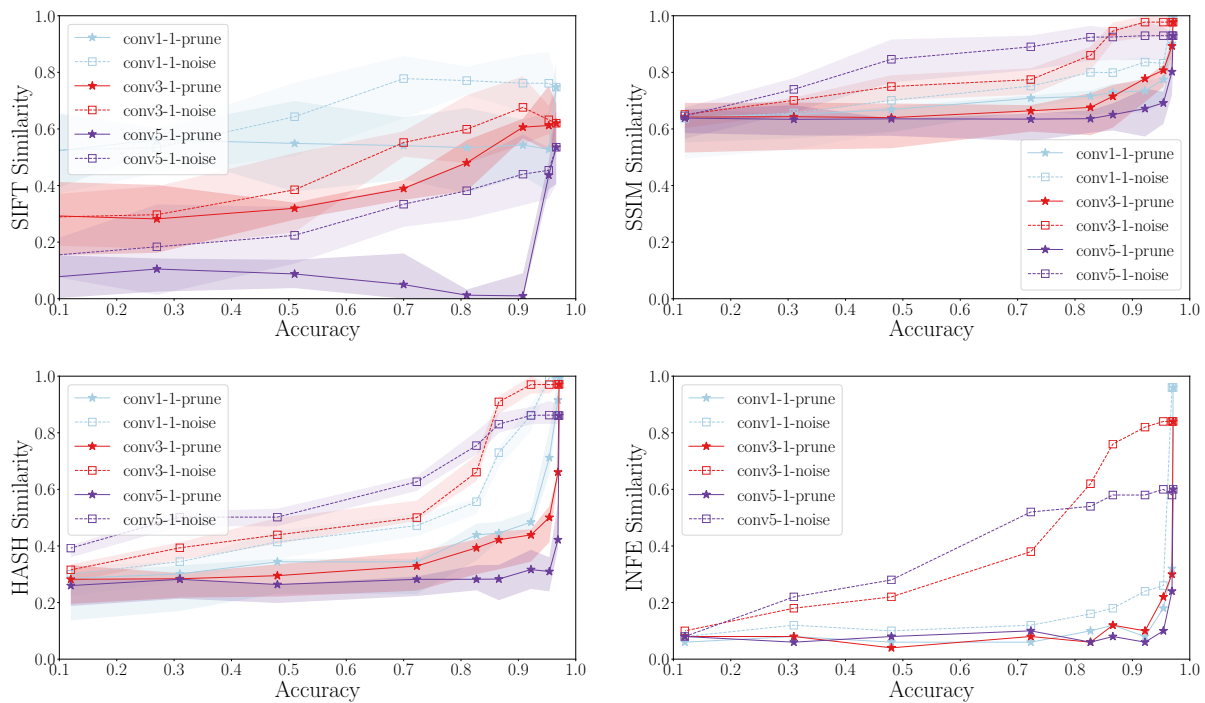 SIFT Similarity
1.0
0.8
0.6
0.4
0.2
0.0
conv1-1-prune
conv1-1-noise
conv3-1-prune
conv3-1-noise
conv5-1-prune
conv5-1-noise
0.1 0.2 0.3 0.4 0.5 0.6 0.7 0.8 0.9 1.0
Accuracy
SSIM Similarity
1.0
0.8
0.6
0.4
0.2
0.0
conv1-1-prune
conv1-1-noise
conv3-1-prune
conv3-1-noise
conv5-1-prune
conv5-1-noise
0.1 0.2 0.3 0.4 0.5 0.6 0.7 0.8 0.9 1.0
Accuracy
HASH Similarity
1.0
0.8
0.6
0.4
0.2
0.0
conv1-1-prune
conv1-1-noise
conv3-1-prune
conv3-1-noise
conv5-1-prune
conv5-1-noise
0.1 0.2 0.3 0.4 0.5 0.6 0.7 0.8 0.9 1.0
Accuracy
INFE Similarity
1.0
0.8
0.6
0.4
0.2
0.0
conv1-1-prune
conv1-1-noise
conv3-1-prune
conv3-1-noise
conv5-1-prune
conv5-1-noise
0.1 0.2 0.3 0.4 0.5 0.6 0.7 0.8 0.9 1.0
Accuracy